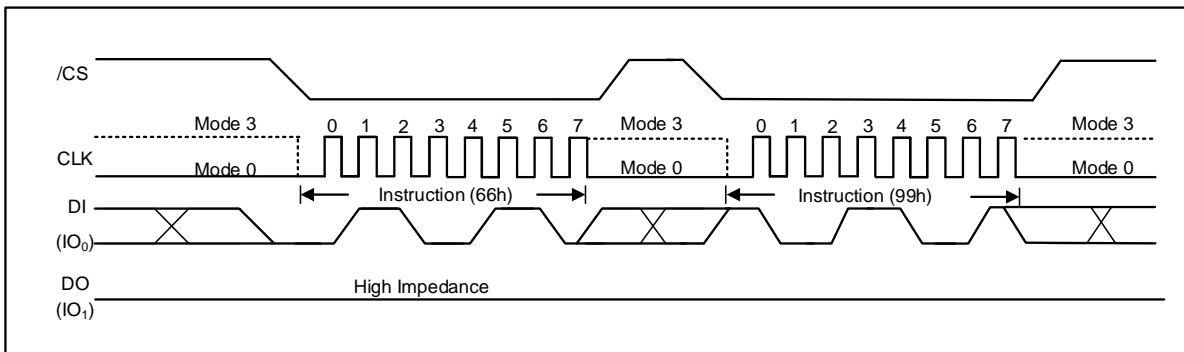 /CS
Mode 3 0 1 2 3 4 5 6 7 Mode 3 0 1 2 3 4 5 6 7 Mode 3
CLK Mode 0 Mode 0 Mode 0
Instruction (66h) Instruction (99h)
DI
(IO₀)
DO
High Impedance
(IO₁)